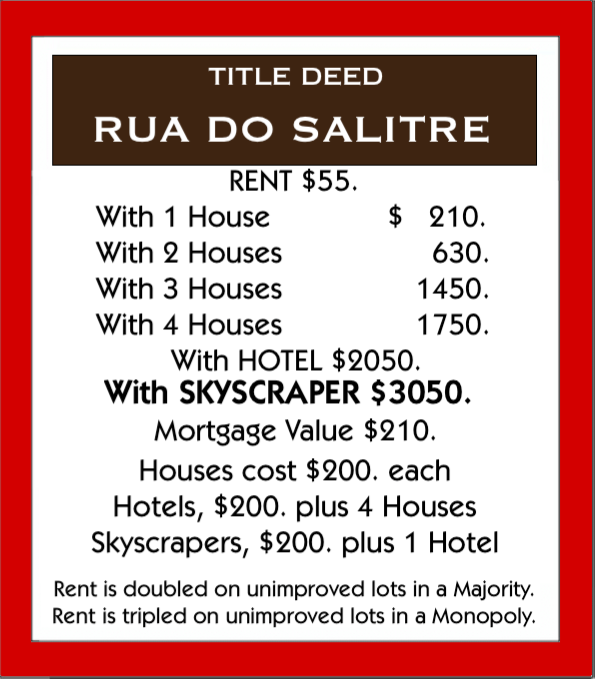 TITLE DEED
RUA DO SALITRE
RENT $55.
With 1 House $ 210.
With 2 Houses 630.
With 3 Houses 1450.
With 4 Houses 1750.
With HOTEL $2050.
With SKYSCRAPER $3050.
Mortgage Value $210.
Houses cost $200. each
Hotels, $200. plus 4 Houses
Skyscrapers, $200. plus 1 Hotel
Rent is doubled on unimproved lots in a Majority.
Rent is tripled on unimproved lots in a Monopoly.